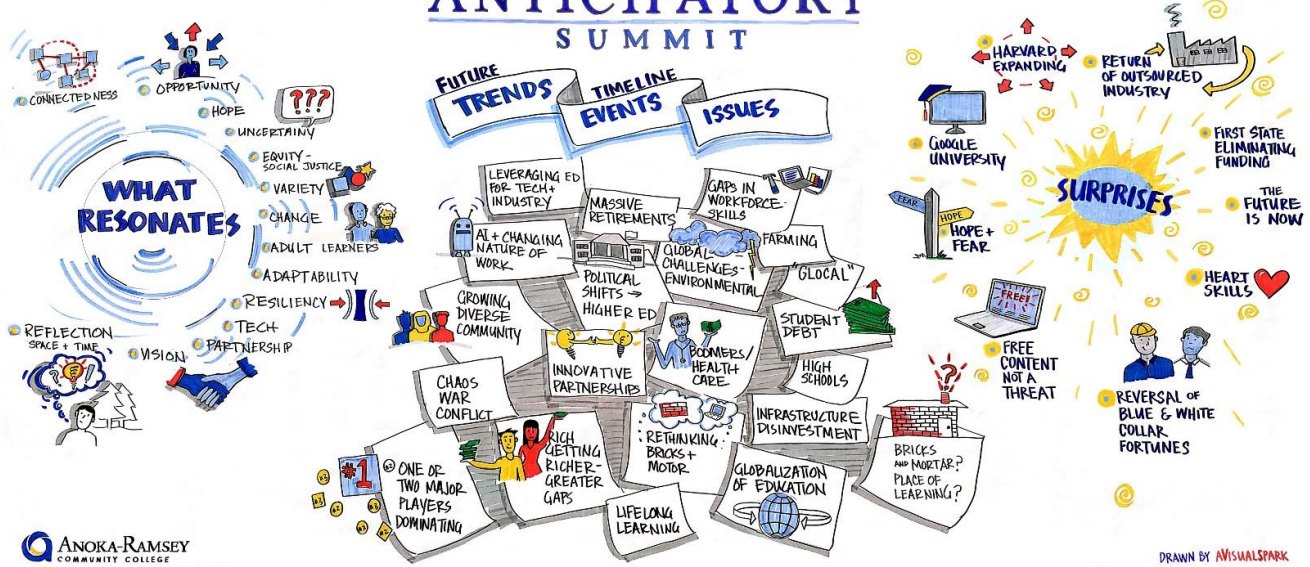 ANTICIPATORY
SUMMIT
FUTURE
TRENDS
TIMELINE
EVENTS
ISSUES
CONNECTEDNESS
OPPORTUNITY
HOPE
???
UNCERTAINY
EQUITY -
SOCIAL JUSTICE
VARIETY
CHANGE
ADULT LEARNERS
ADAPTABILITY
RESILIENCY
TECH
PARTNERSHIP
VISION
REFLECTION
SPACE + TIME
WHAT
RESONATES
LEVERAGING ED
FOR TECH +
INDUSTRY
MASSIVE
RETIREMENTS
GAPS IN
WORKFORCE-
SKILLS
AI + CHANGING
NATURE OF
WORK
POLITICAL
SHIFTS →
HIGHER ED
GLOBAL
CHALLENGES-
ENVIRONMENTAL
FARMING
"GLOCAL"
GROWING
DIVERSE
COMMUNITY
INNOVATIVE
PARTNERSHIPS
BOOMERS/
HEALTH
CARE
STUDENT
DEBT
HIGH
SCHOOLS
CHAOS
WAR
CONFLICT
#1
ONE OR
TWO MAJOR
PLAYERS
DOMINATING
RICH
GETTING
RICHER-
GREATER
GAPS
RETHINKING
BRICKS +
MOTOR
INFRASTRUCTURE
DISINVESTMENT
GLOBALIZATION
OF EDUCATION
LIFELONG
LEARNING
?
BRICKS
AND MORTAR?
PLACE OF
LEARNING?
HARVARD
EXPANDING
RETURN
OF OUTSOURCED
INDUSTRY
GOOGLE
UNIVERSITY
FEAR
HOPE
HOPE +
FEAR
SURPRISES
FIRST STATE
ELIMINATING
FUNDING
THE
FUTURE
IS NOW
HEART
SKILLS
"FREE!"
FREE
CONTENT
NOT A
THREAT
REVERSAL OF
BLUE & WHITE
COLLAR
FORTUNES
ANOKA-RAMSEY
COMMUNITY COLLEGE
DRAWN BY AVISUALSPARK